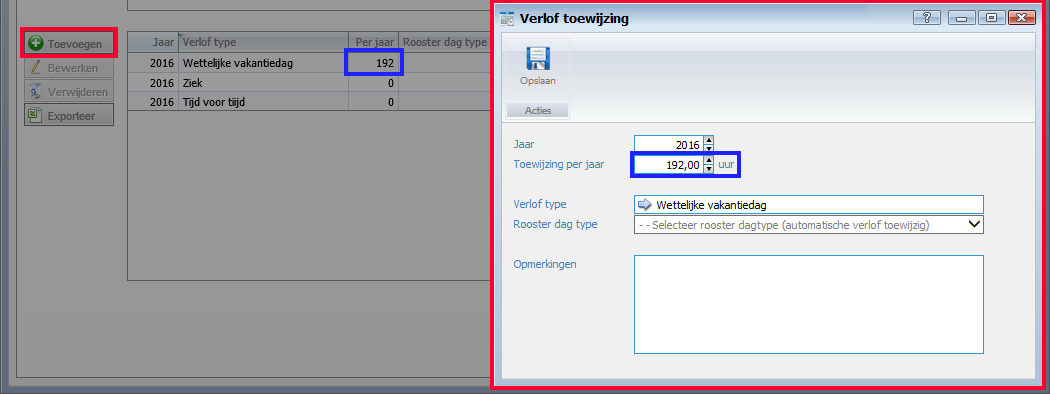 Toevoegen
Bewerken
Verwijderen
Exporteer
Jaar Verlof type Per jaar Rooster dag type
2016 Wettelijke vakantiedag 192
2016 Ziek 0
2016 Tijd voor tiijd 0
Verlof toewijzing
?
Opslaan
Acties
Jaar 2016
Toewijzing per jaar 192,00 uur
Verlof type Wettelijke vakantiedag
Rooster dag type - - Selecteer rooster dagtype (automatische verlof toewijzig)
Opmerkingen